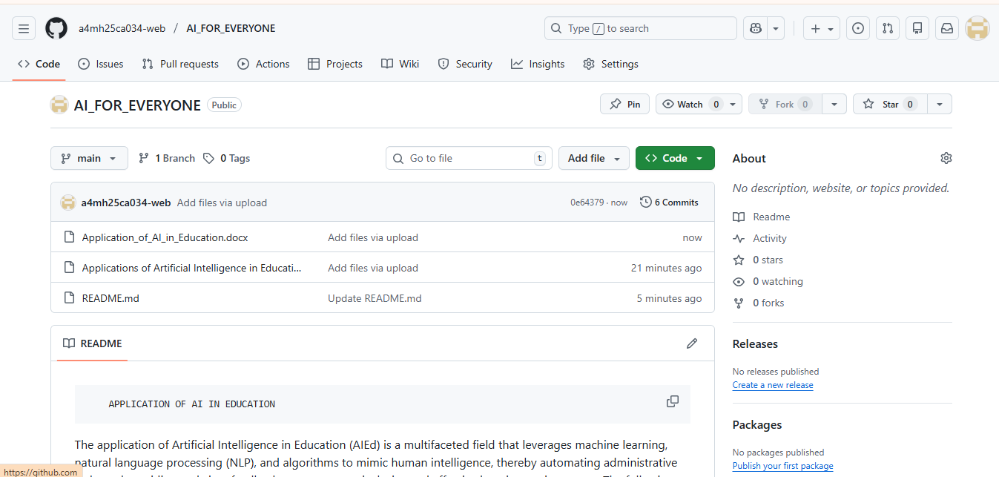 a4mh25ca034-web / AI_FOR_EVERYONE Type / to search
Code Issues Pull requests Actions Projects Wiki Security Insights Settings
AI_FOR_EVERYONE Public Pin Watch 0 Fork 0 Star 0
main 1 Branch 0 Tags Go to file t Add file Code
About
No description, website, or topics provided.
a4mh25ca034-web Add files via upload 0e64379 · now 6 Commits
Application_of_AI_in_Education.docx Add files via upload now
Applications of Artificial Intelligence in Educati... Add files via upload 21 minutes ago
README.md Update README.md 5 minutes ago
Readme
Activity
0 stars
0 watching
0 forks
README
APPLICATION OF AI IN EDUCATION
The application of Artificial Intelligence in Education (AIEd) is a multifaceted field that leverages machine learning,
natural language processing (NLP), and algorithms to mimic human intelligence, thereby automating administrative
Releases
No releases published
Create a new release
Packages
No packages published
Publish your first package
https://github.com